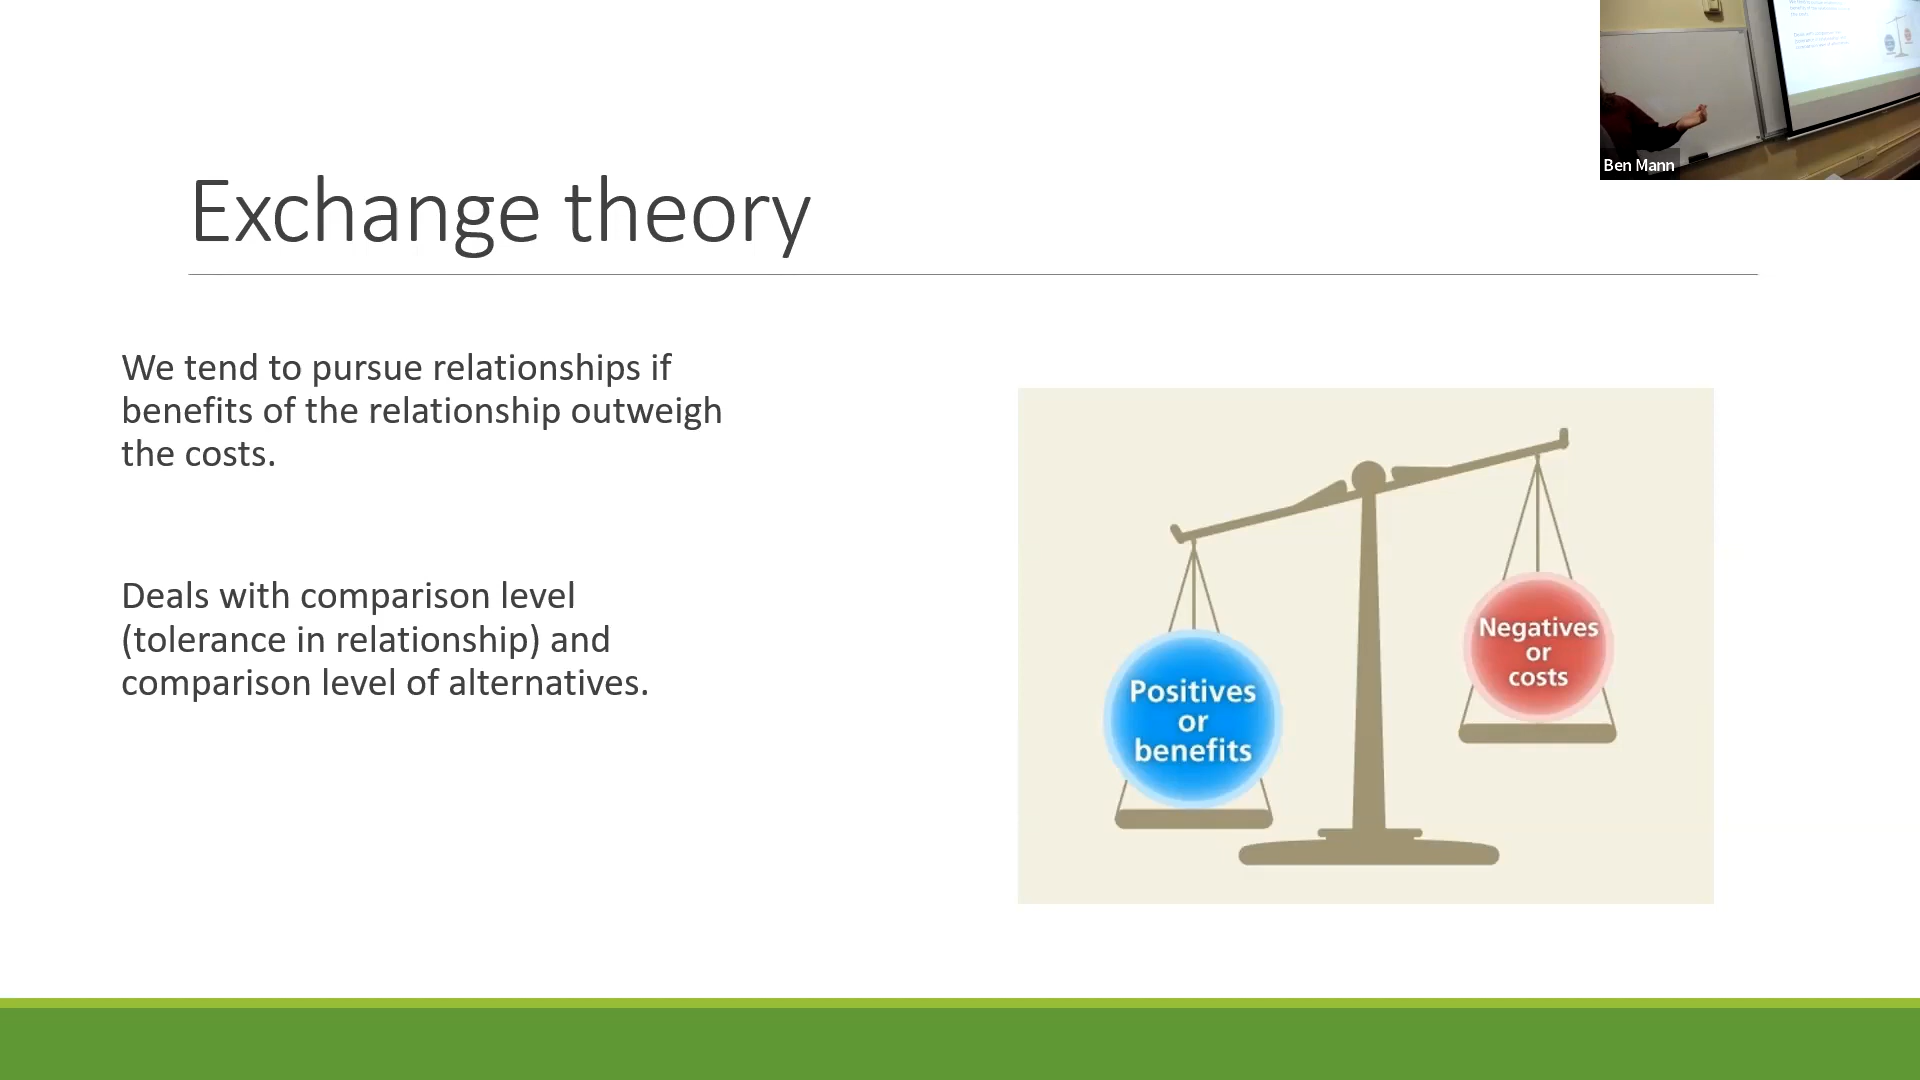 Ben Mann
Exchange theory
We tend to pursue relationships if
benefits of the relationship outweigh
the costs.
Deals with comparison level
(tolerance in relationship) and
comparison level of alternatives.
Positives
or
benefits
Negatives
or
costs